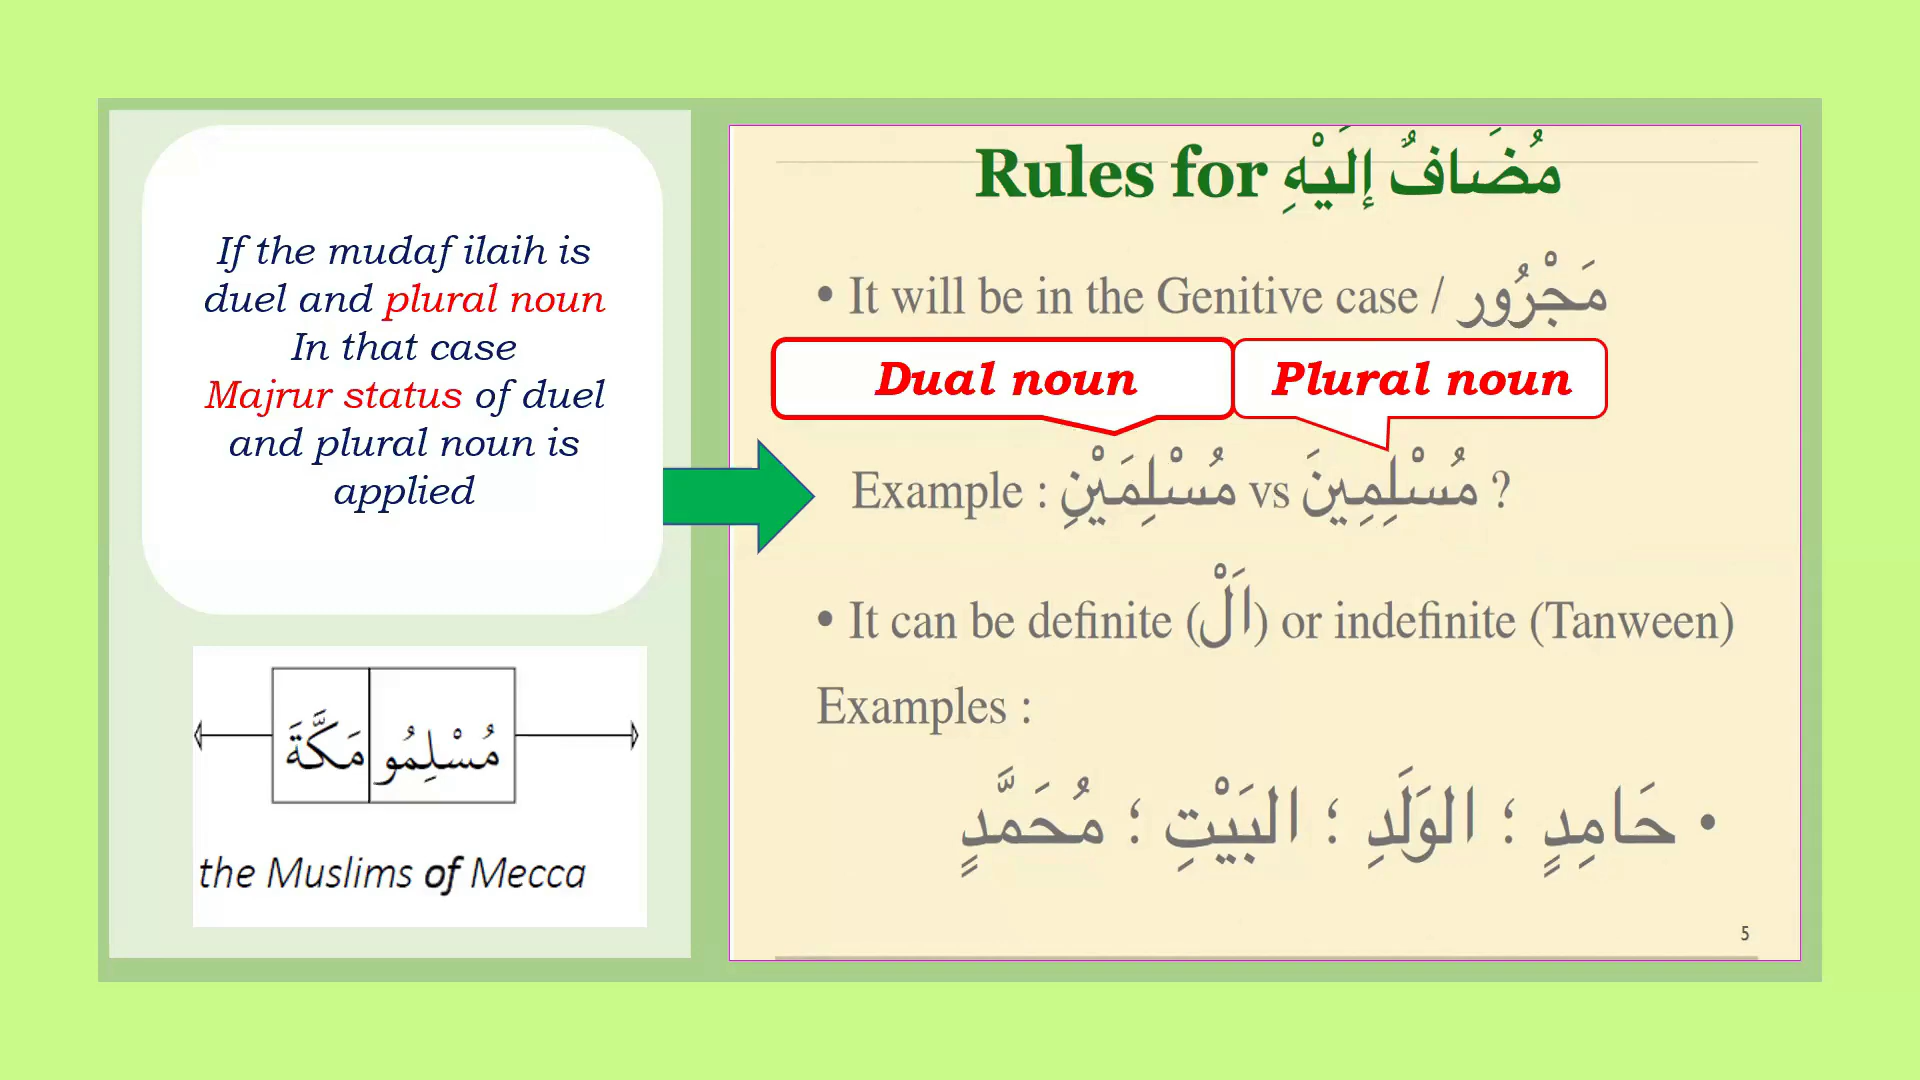 If the mudaf ilaih is
duel and plural noun
In that case
Majrur status of duel
and plural noun is
applied
مُسْلِمُو مَكَّةَ
the Muslims of Mecca
Rules for مُضَافٌ إِلَيْهِ
• It will be in the Genitive case / مَجْرُور
Dual noun
Plural noun
Example : مُسْلِمَيْنِ vs مُسْلِمِينَ ?
• It can be definite (اَلْ) or indefinite (Tanween)
Examples :
• حَامِدٍ ؛ الوَلَدِ ؛ البَيْتِ ؛ مُحَمَّدٍ
5